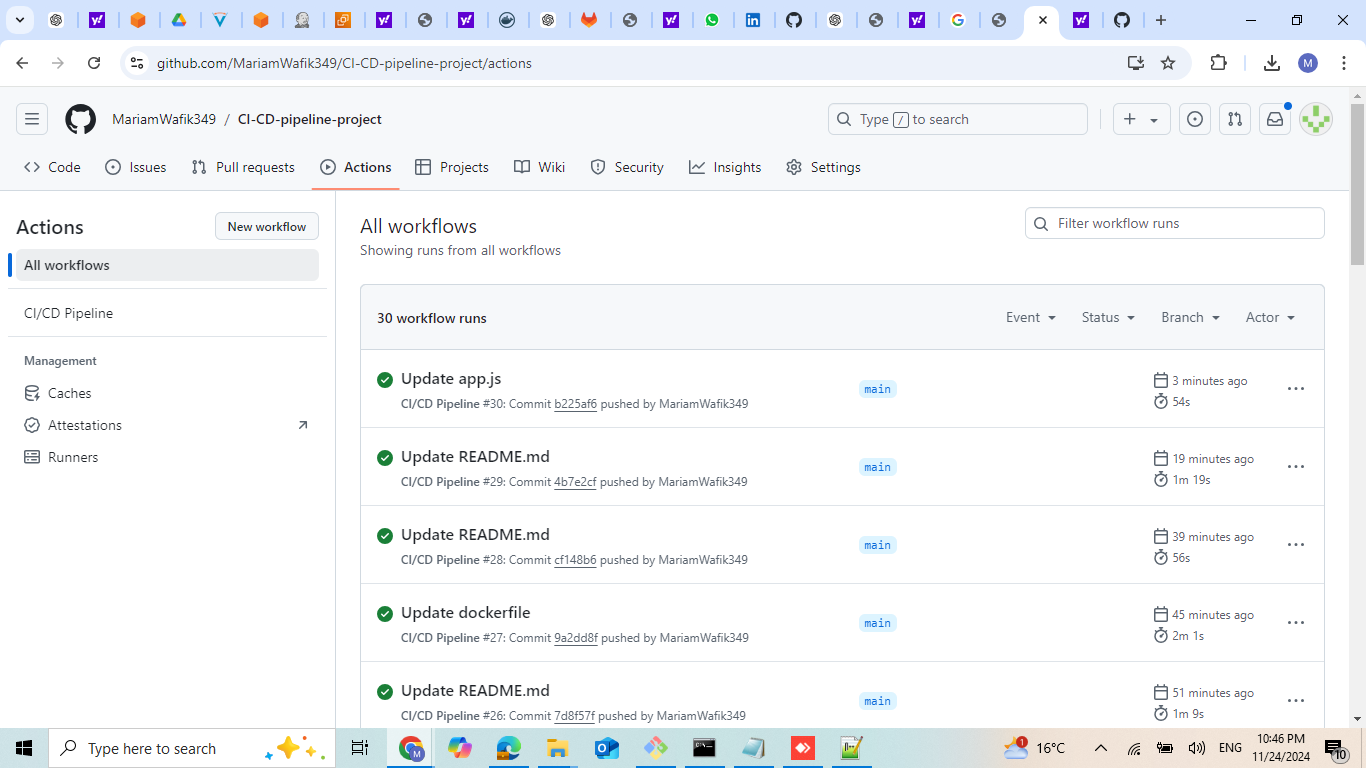 github.com/MariamWafik349/CI-CD-pipeline-project/actions
M
MariamWafik349 / CI-CD-pipeline-project
Type / to search
Code
Issues
Pull requests
Actions
Projects
Wiki
Security
Insights
Settings
Actions
New workflow
All workflows
CI/CD Pipeline
Management
Caches
Attestations
Runners
All workflows
Showing runs from all workflows
Filter workflow runs
30 workflow runs
Event
Status
Branch
Actor
Update app.js
CI/CD Pipeline #30: Commit b225af6 pushed by MariamWafik349
main
3 minutes ago
54s
Update README.md
CI/CD Pipeline #29: Commit 4b7e2cf pushed by MariamWafik349
main
19 minutes ago
1m 19s
Update README.md
CI/CD Pipeline #28: Commit cf148b6 pushed by MariamWafik349
main
39 minutes ago
56s
Update dockerfile
CI/CD Pipeline #27: Commit 9a2dd8f pushed by MariamWafik349
main
45 minutes ago
2m 1s
Update README.md
CI/CD Pipeline #26: Commit 7d8f57f pushed by MariamWafik349
main
51 minutes ago
1m 9s
Type here to search
M
1
16°C
ENG
10:46 PM
11/24/2024
10